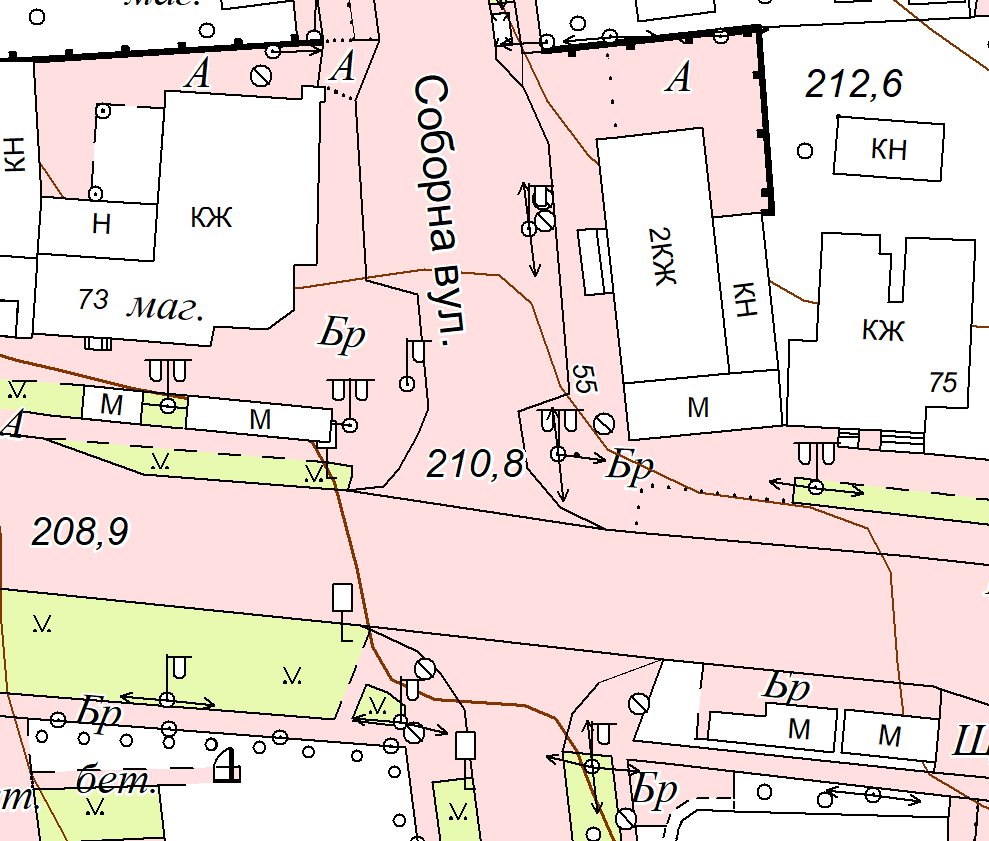 маг.
А
А
А
212,6
КН
КН
Соборна вул.
Н
КЖ
2КЖ
КН
73
маг.
Бр
КЖ
55
75
М
М
М
А
210,8
Бр
208,9
Бр
Бр
М
М
Ш
бет.
т.
Бр